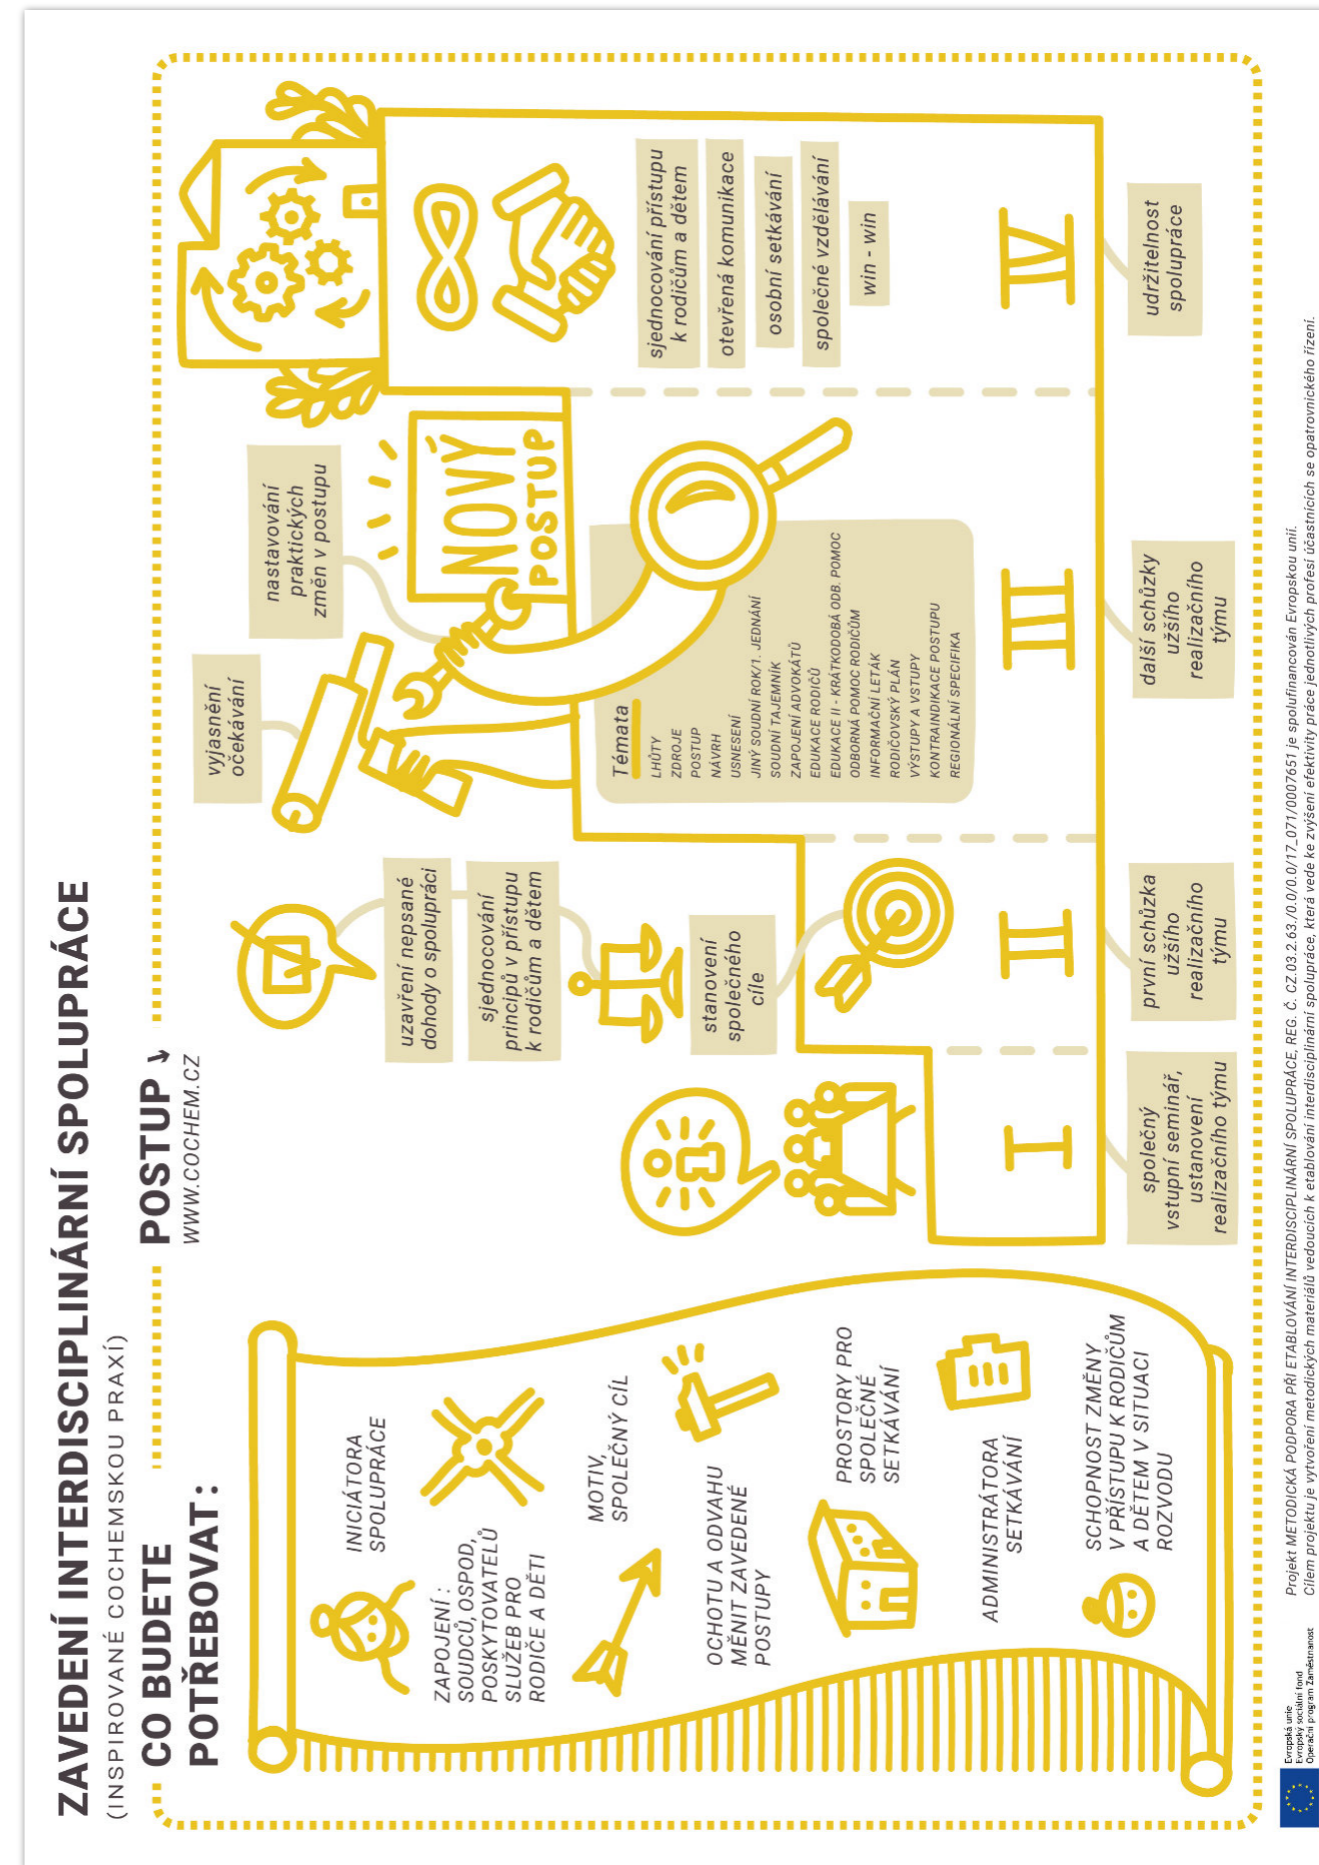 ZAVEDENÍ INTERDISCIPLINÁRNÍ SPOLUPRÁCE
(INSPIROVANÉ COCHEMSKOU PRAXÍ)
CO BUDETE
POTŘEBOVAT:
INICIÁTORA
SPOLUPRÁCE
ZAPOJENÍ :
SOUDCŮ, OSPOD,
POSKYTOVATELŮ
SLUŽEB PRO
RODIČE A DĚTI
MOTIV,
SPOLEČNÝ CÍL
OCHOTU A ODVAHU
MĚNIT ZAVEDENÉ
POSTUPY
PROSTORY PRO
SPOLEČNÉ
SETKÁVÁNÍ
ADMINISTRÁTORA
SETKÁVÁNÍ
SCHOPNOST ZMĚNY
V PŘÍSTUPU K RODIČŮM
A DĚTEM V SITUACI
ROZVODU
POSTUP
WWW.COCHEM.CZ
I
společný
vstupní seminář,
ustanovení
realizačního týmu
uzavření nepsané
dohody o spolupráci
sjednocování
principů v přístupu
k rodičům a dětem
stanovení
společného
cíle
II
první schůzka
užšího
realizačního
týmu
vyjasnění
očekávání
nastavování
praktických
změn v postupu
NOVÝ
POSTUP
Témata
LHŮTY
ZDROJE
POSTUP
NÁVRH
USNESENÍ
JINÝ SOUDNÍ ROK/1. JEDNÁNÍ
SOUDNÍ TAJEMNÍK
ZAPOJENÍ ADVOKÁTŮ
EDUKACE RODIČŮ
EDUKACE II - KRÁTKODOBÁ ODB. POMOC
ODBORNÁ POMOC RODIČŮM
INFORMAČNÍ LETÁK
RODIČOVSKÝ PLÁN
VÝSTUPY A VSTUPY
KONTRAINDIKACE POSTUPU
REGIONÁLNÍ SPECIFIKA
III
další schůzky
užšího
realizačního
týmu
sjednocování přístupu
k rodičům a dětem
otevřená komunikace
osobní setkávání
společné vzdělávání
win - win
IV
udržitelnost
spolupráce
Evropská unie
Evropský sociální fond
Operační program Zaměstnanost
Projekt METODICKÁ PODPORA PŘI ETABLOVÁNÍ INTERDISCIPLINÁRNÍ SPOLUPRÁCE, REG. Č. CZ.03.2.63./0.0/0.0/17_071/0007651 je spolufinancován Evropskou unií.
Cílem projektu je vytvoření metodických materiálů vedoucích k etablování interdisciplinární spolupráce, která vede ke zvýšení efektivity práce jednotlivých profesí účastnících se opatrovnického řízení.